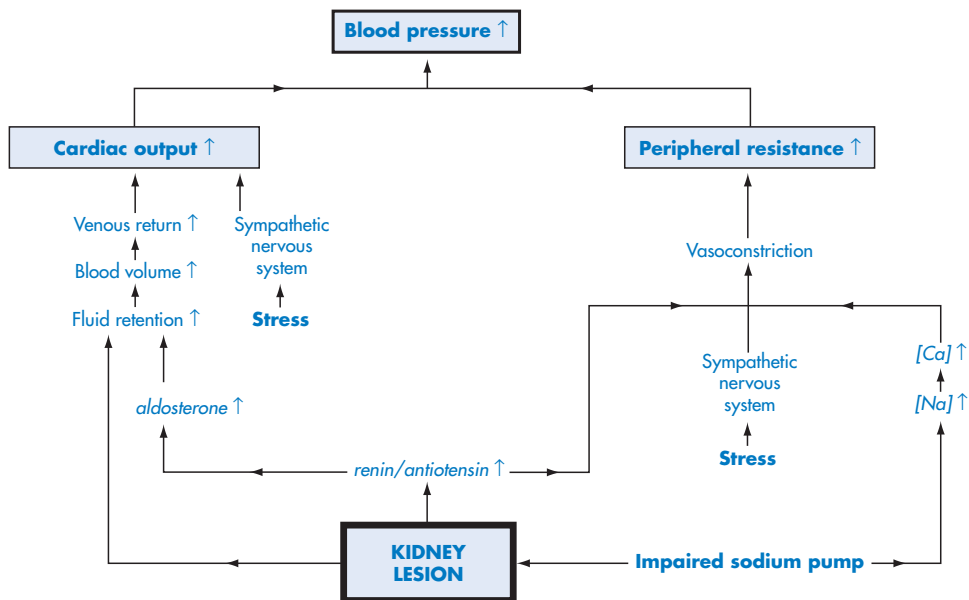 Blood pressure ↑
Cardiac output ↑
Peripheral resistance ↑
Venous return ↑
Sympathetic
nervous
system
Vasoconstriction
Blood volume ↑
Fluid retention ↑
Stress
Sympathetic
nervous
system
[Ca] ↑
aldosterone ↑
[Na] ↑
Stress
renin/antiotensin ↑
KIDNEY
LESION
Impaired sodium pump